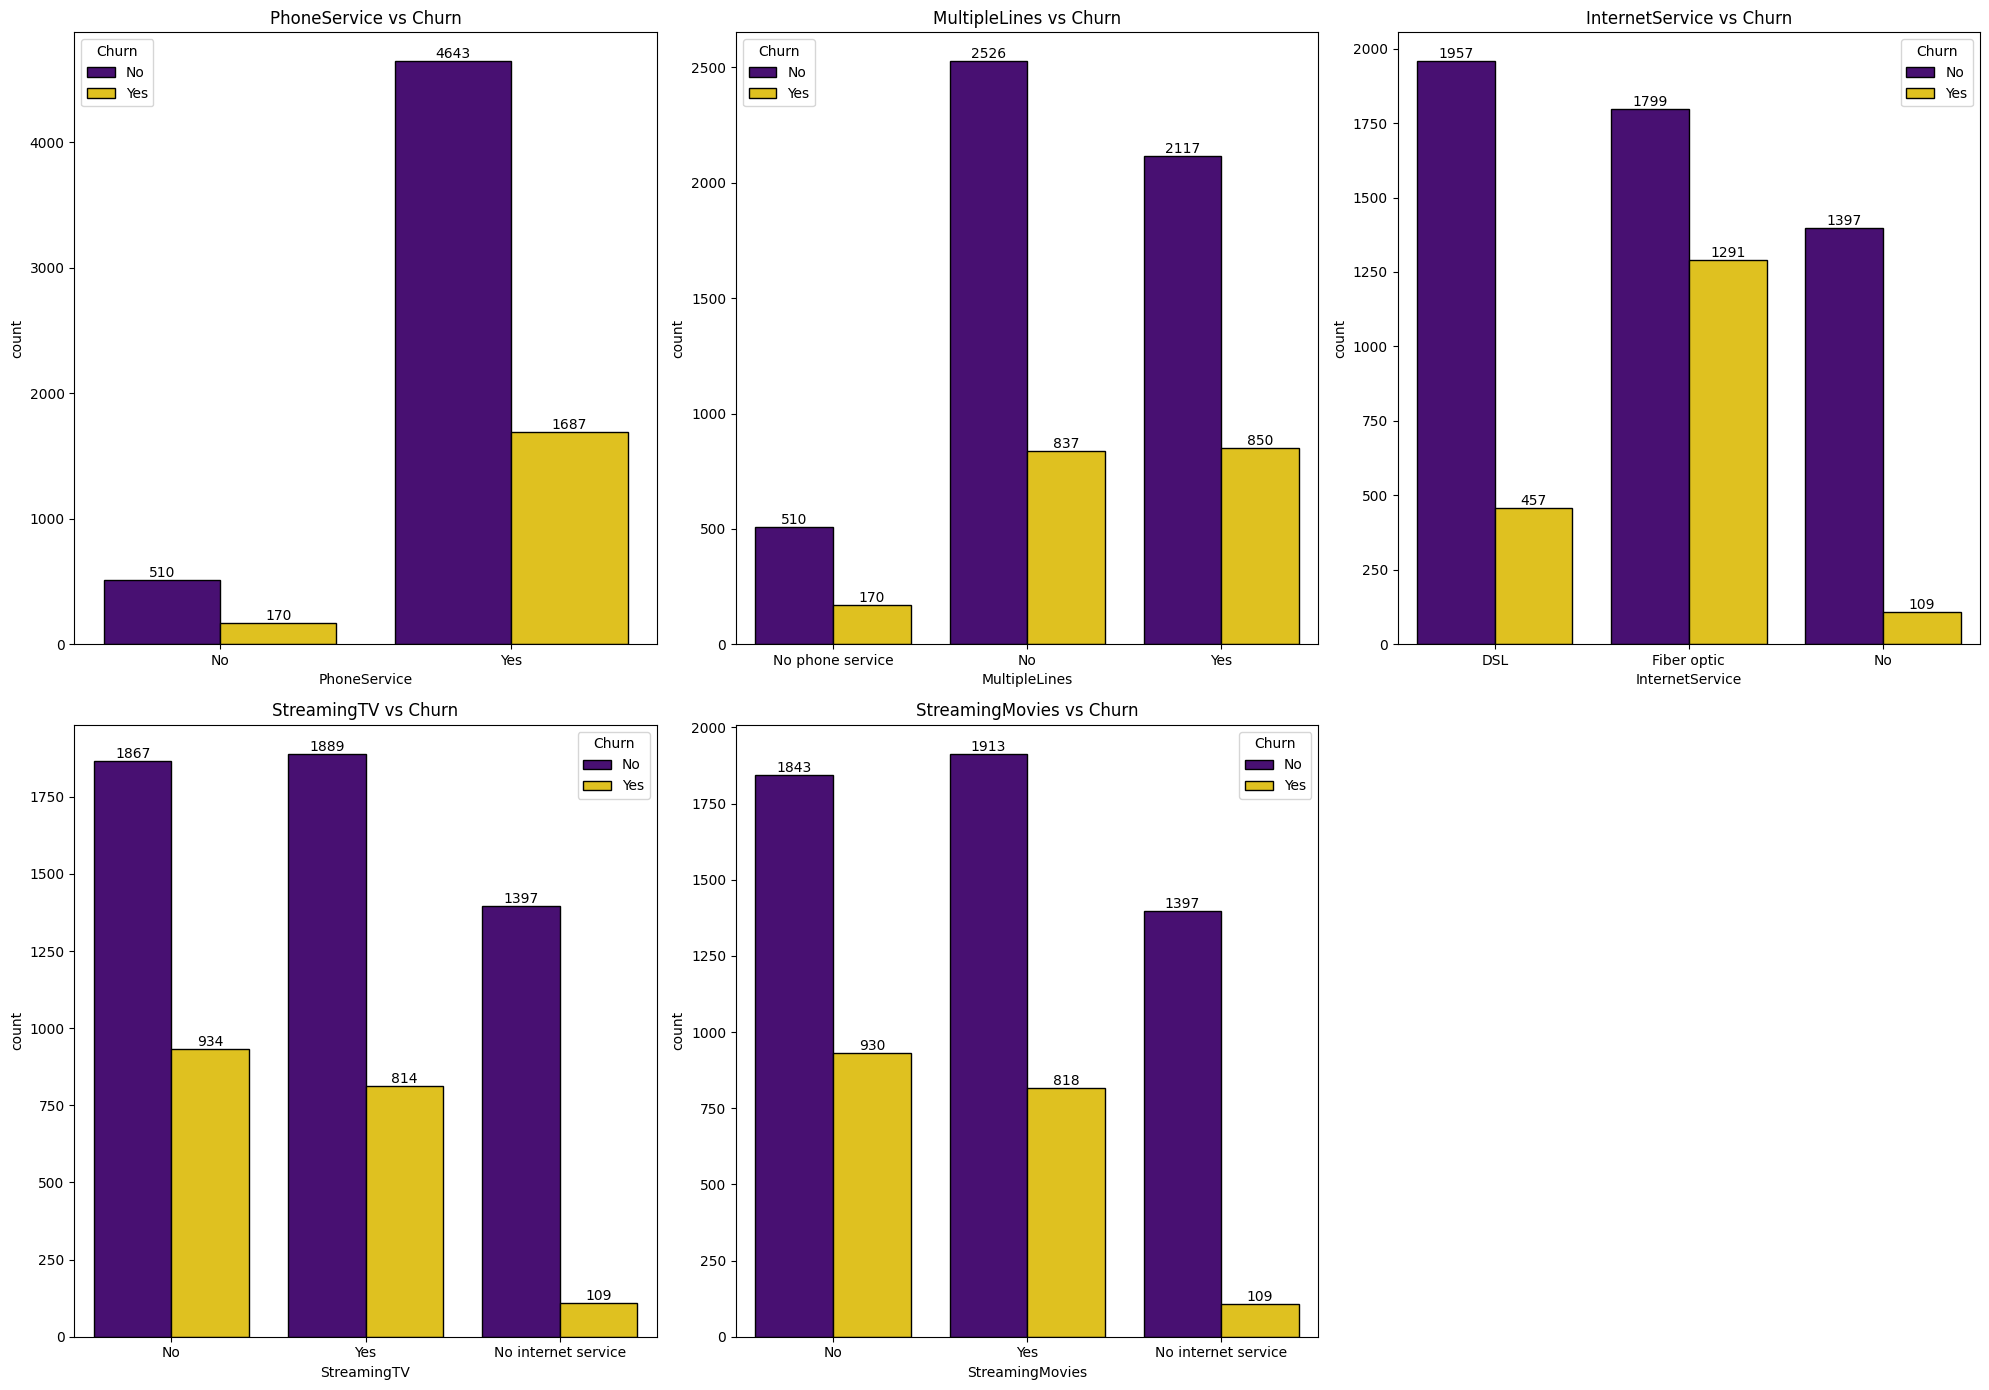 PhoneService vs Churn
Churn
No
Yes
4643
1687
510
170
4000
3000
2000
1000
0
count
No
Yes
PhoneService
MultipleLines vs Churn
Churn
No
Yes
2526
2117
837
850
510
170
2500
2000
1500
1000
500
0
count
No phone service
No
Yes
MultipleLines
InternetService vs Churn
Churn
No
Yes
1957
1799
1397
1291
457
109
2000
1750
1500
1250
1000
750
500
250
0
count
DSL
Fiber optic
No
InternetService
StreamingTV vs Churn
Churn
No
Yes
1867
1889
1397
934
814
109
1750
1500
1250
1000
750
500
250
0
count
No
Yes
No internet service
StreamingTV
StreamingMovies vs Churn
Churn
No
Yes
1843
1913
1397
930
818
109
2000
1750
1500
1250
1000
750
500
250
0
count
No
Yes
No internet service
StreamingMovies